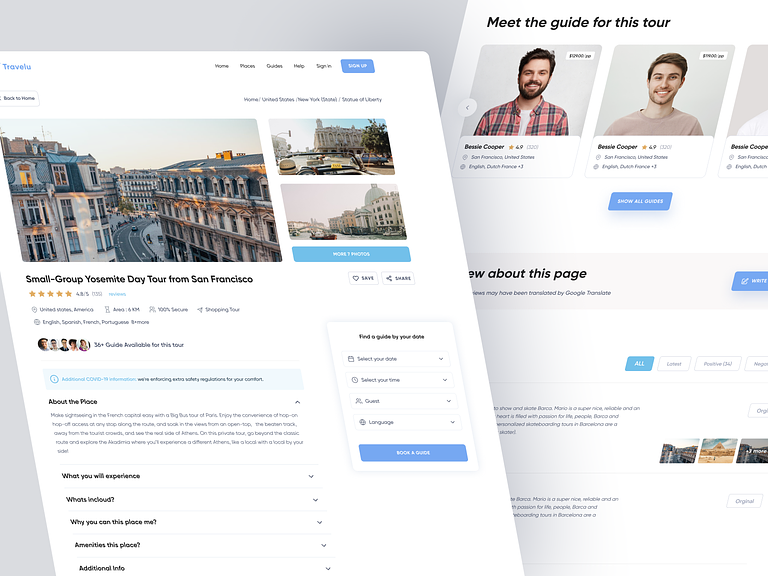 Travelu
Home Places Guides Help Sign in SIGN UP
Back to Home
Home / United States / New York (State) / Statue of Liberty
MORE 7 PHOTOS
Small-Group Yosemite Day Tour from San Francisco
SAVE SHARE
4.8/5 (135) reviews
United states, America Area : 6 KM 100% Secure Shopping Tour
English, Spanish, French, Portuguese 8+more
36+ Guide Available for this tour
Additional COVID-19 information: we're enforcing extra safety regulations for your comfort.
About the Place
Make sightseeing in the French capital easy with a Big Bus tour of Paris. Enjoy the convenience of hop-on
hop-off access at any stop along the route, and soak in the views from an open-top, the beaten track,
away from the tourist crowds, and see the real side of Athens. On this private tour, go beyond the classic
route and explore the Akadimia where you'll experience a different Athens, like a local with a local by your
side!
What you will experience
Whats incloud?
Why you can this place me?
Amenities this place?
Additional Info
Find a guide by your date
Select your date
Select your time
Guest
Language
BOOK A GUIDE
Meet the guide for this tour
$129.00/pp
$119.00/pp
Bessie Cooper 4.9 (320)
San Francisco, United States
English, Dutch France +3
Bessie Cooper 4.9 (320)
San Francisco, United States
English, Dutch France +3
Bessie
San Fran
English,
SHOW ALL GUIDES
ew about this page
views may have been translated by Google Translate
WRITE
ALL Latest Positive (36) Nega
to show and skate Barca. Mario is a super nice, reliable and an
heart is filled with passion for life, people, Barca and
personalized skateboarding tours in Barcelona are a
skater!
Orgi
+3 more
te Barca. Mario is a super nice, reliable and an
with passion for life, people, Barca and
teboarding tours in Barcelona are a
Orginal